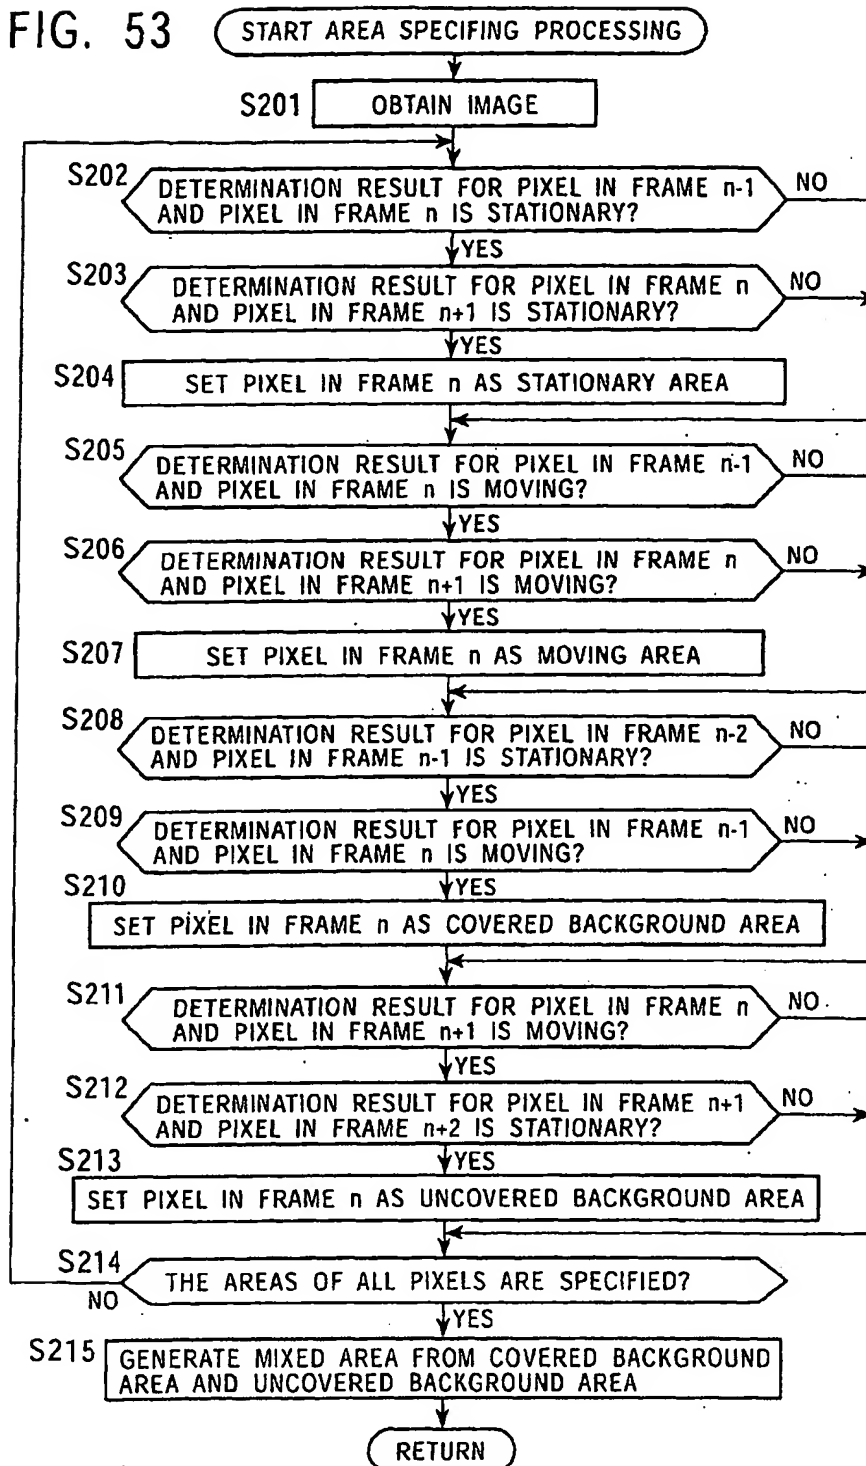 FIG. 53
START AREA SPECIFING PROCESSING
S201
OBTAIN IMAGE
S202
DETERMINATION RESULT FOR PIXEL IN FRAME n-1
AND PIXEL IN FRAME n IS STATIONARY?
NO
YES
S203
DETERMINATION RESULT FOR PIXEL IN FRAME n
AND PIXEL IN FRAME n+1 IS STATIONARY?
NO
YES
S204
SET PIXEL IN FRAME n AS STATIONARY AREA
S205
DETERMINATION RESULT FOR PIXEL IN FRAME n-1
AND PIXEL IN FRAME n IS MOVING?
NO
YES
S206
DETERMINATION RESULT FOR PIXEL IN FRAME n
AND PIXEL IN FRAME n+1 IS MOVING?
NO
YES
S207
SET PIXEL IN FRAME n AS MOVING AREA
S208
DETERMINATION RESULT FOR PIXEL IN FRAME n-2
AND PIXEL IN FRAME n-1 IS STATIONARY?
NO
YES
S209
DETERMINATION RESULT FOR PIXEL IN FRAME n-1
AND PIXEL IN FRAME n IS MOVING?
NO
YES
S210
SET PIXEL IN FRAME n AS COVERED BACKGROUND AREA
S211
DETERMINATION RESULT FOR PIXEL IN FRAME n
AND PIXEL IN FRAME n+1 IS MOVING?
NO
YES
S212
DETERMINATION RESULT FOR PIXEL IN FRAME n+1
AND PIXEL IN FRAME n+2 IS STATIONARY?
NO
YES
S213
SET PIXEL IN FRAME n AS UNCOVERED BACKGROUND AREA
S214
THE AREAS OF ALL PIXELS ARE SPECIFIED?
NO
YES
S215
GENERATE MIXED AREA FROM COVERED BACKGROUND
AREA AND UNCOVERED BACKGROUND AREA
RETURN